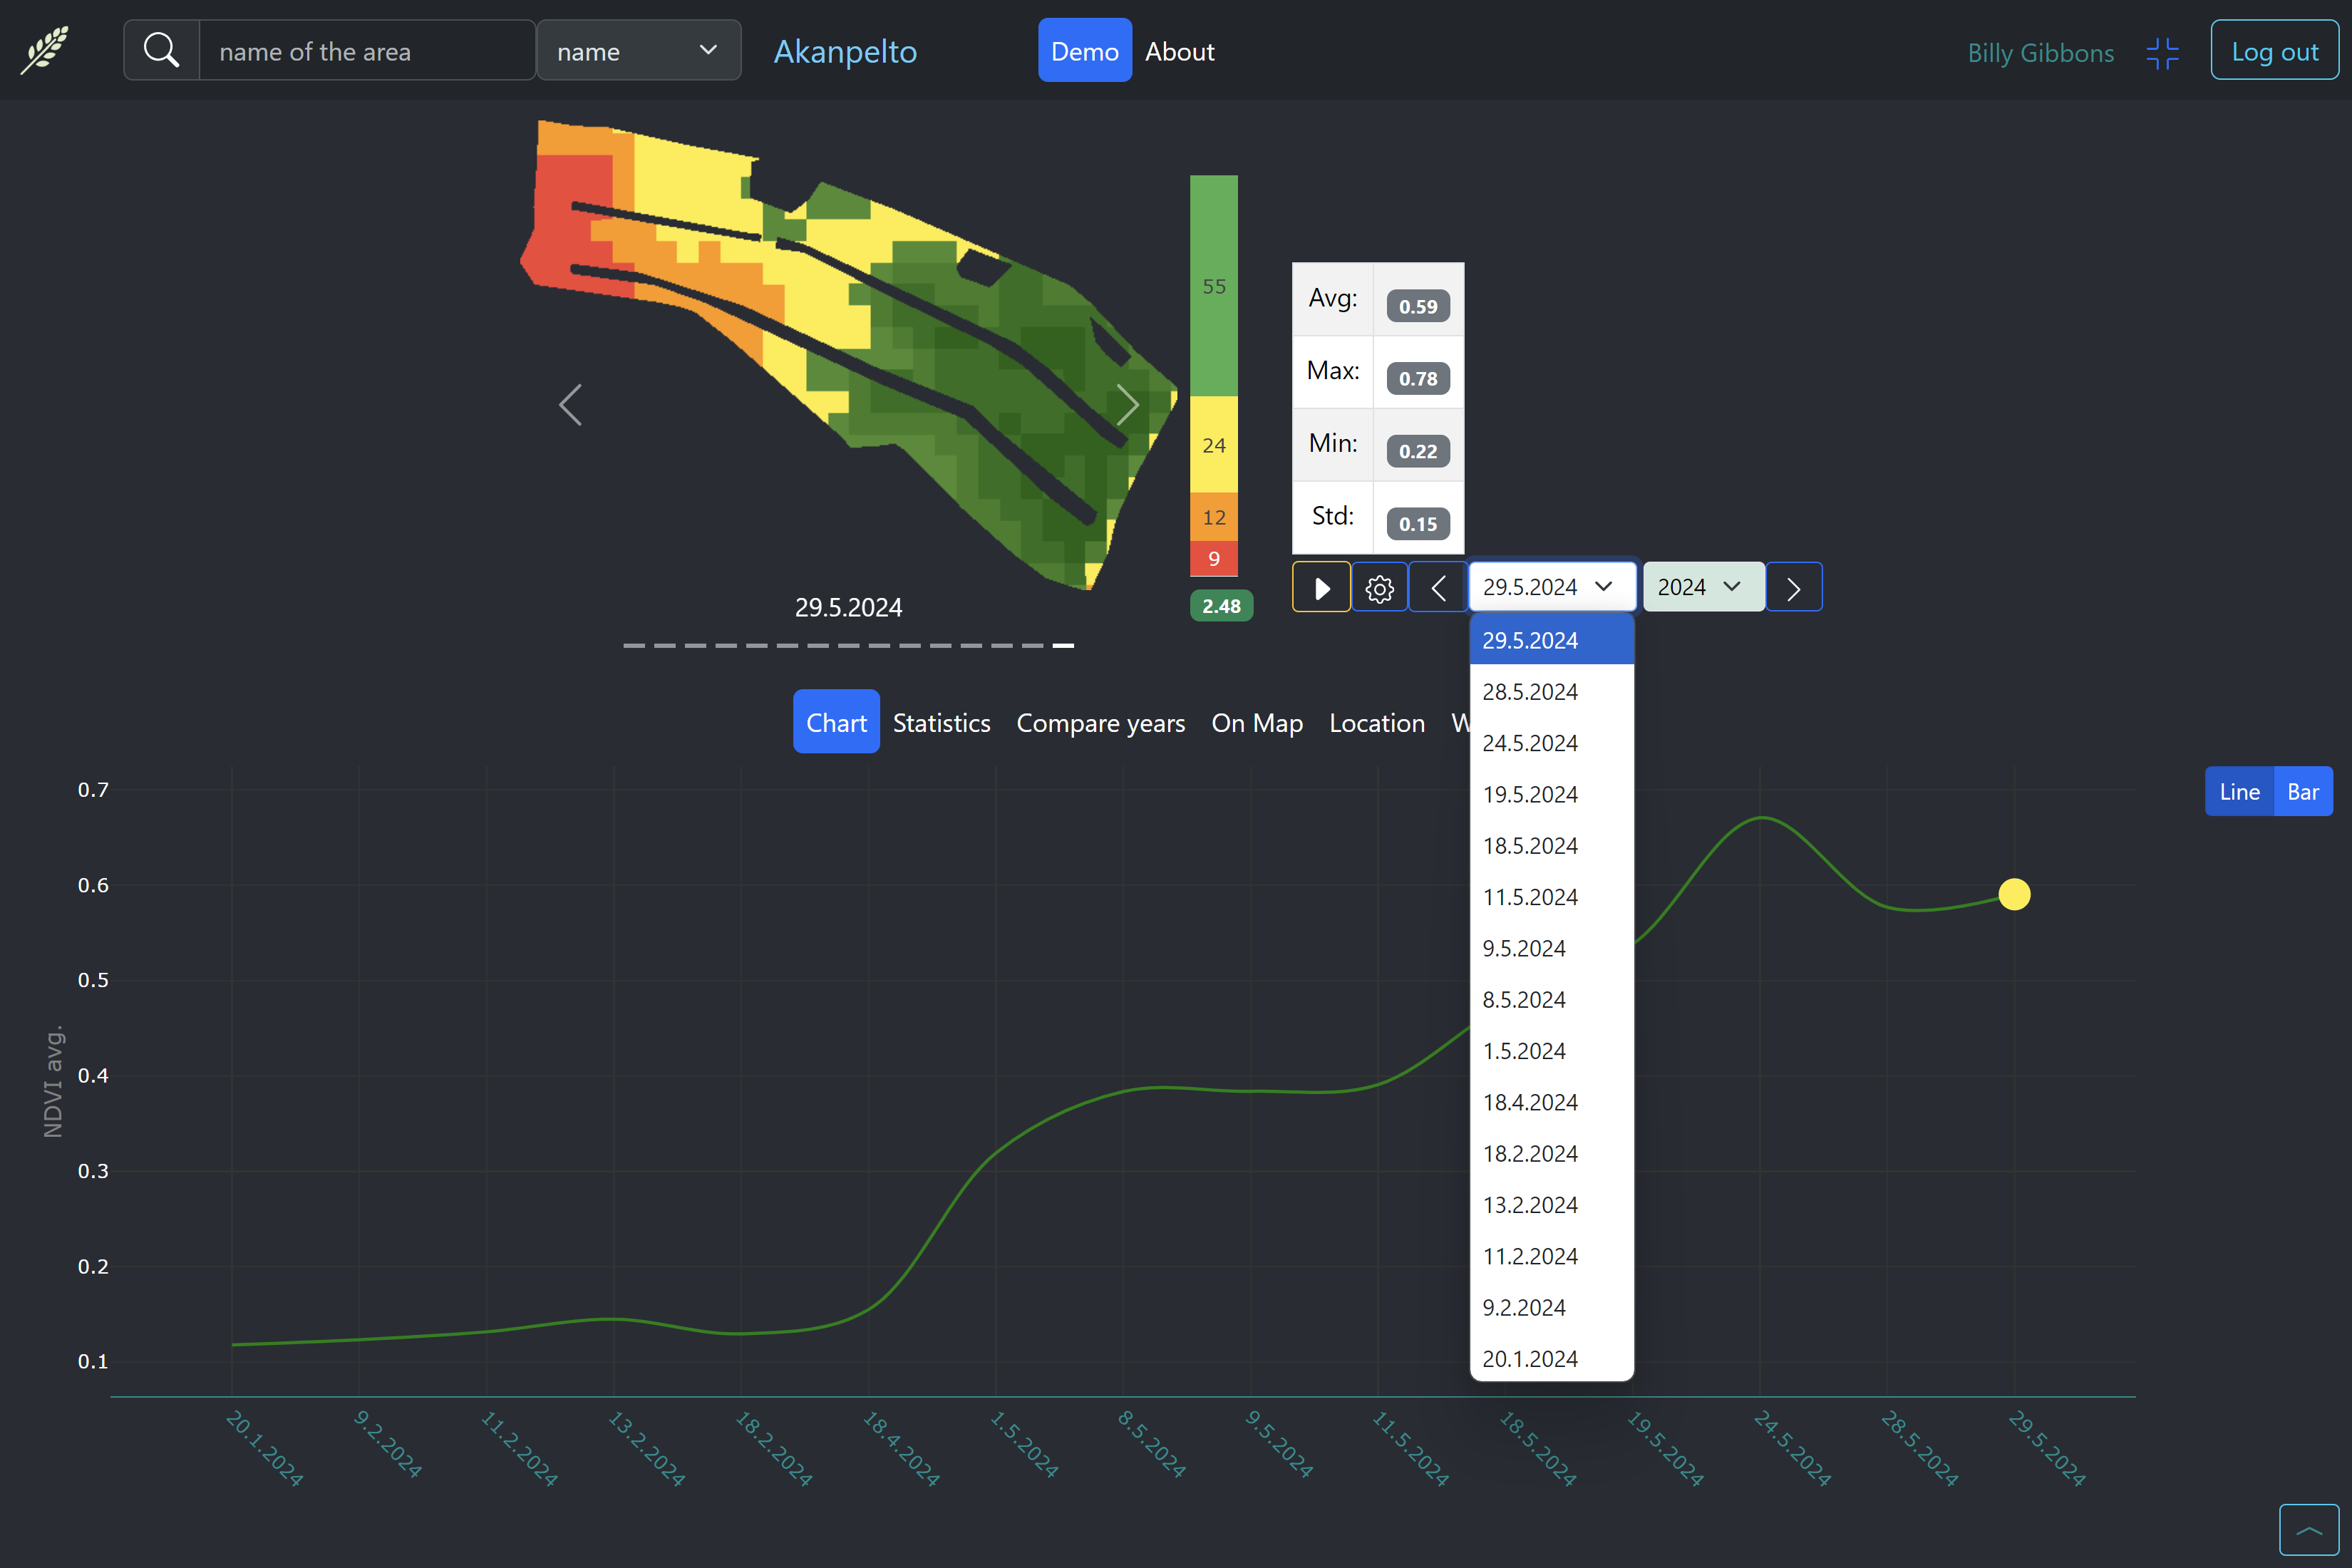 name of the area
name
Akanpelto
Demo
About
Billy Gibbons
Log out
55
24
12
9
2.48
Avg: 0.59
Max: 0.78
Min: 0.22
Std: 0.15
29.5.2024
2024
29.5.2024
29.5.2024
28.5.2024
24.5.2024
19.5.2024
18.5.2024
11.5.2024
9.5.2024
8.5.2024
1.5.2024
18.4.2024
18.2.2024
13.2.2024
11.2.2024
9.2.2024
20.1.2024
Chart
Statistics
Compare years
On Map
Location
W
Line
Bar
0.7
0.6
0.5
0.4
0.3
0.2
0.1
NDVI avg.
20.1.2024
9.2.2024
11.2.2024
13.2.2024
18.2.2024
18.4.2024
1.5.2024
8.5.2024
9.5.2024
11.5.2024
18.5.2024
19.5.2024
24.5.2024
28.5.2024
29.5.2024